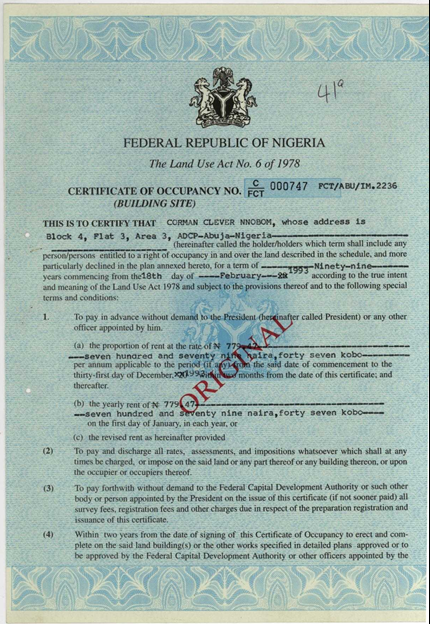 41a
FEDERAL REPUBLIC OF NIGERIA
The Land Use Act No. 6 of 1978
CERTIFICATE OF OCCUPANCY NO. C/FCT 000747 FCT/ABU/IM.2236
(BUILDING SITE)
THIS IS TO CERTIFY THAT CORMAN CLEVER NNOBOM, whose address is
Block 4, Flat 3, Area 3, ADCP-Abuja-Nigeria
(hereinafter called the holder/holders which term shall include any
person/persons entitled to a right of occupancy in and over the land described in the schedule, and more
particularly delined in the plan annexed hereto, for a term of Ninety-nine
years commencing from the 18th day of February 1993 according to the true intent
and meaning of the Land Use Act 1978 and subject to the provisions thereof and to the following special
terms and conditions:
1. To pay in advance without demand to the President (hereinafter called President) or any other
officer appointed by him.
(a) the proportion of rent at the rate of ₦ 779.47
seven hundred and seventy nine naira,forty seven kobo
per annum applicable to the period (if any) from the said date of commencement to the
thirty-first day of December, 1993 within two months from the date of this certificate; and
thereafter.
(b) the yearly rent of ₦ 779.47
seven hundred and seventy nine naira,forty seven kobo
on the first day of January, in each year, or
(c) the revised rent as hereinafter provided
ORIGINAL
(2) To pay and discharge all rates, assessments, and impositions whatsoever which shall at any
times be charged, or impose on the said land or any part thereof or any building thereon, or upon
the occupier or occupiers thereof.
(3) To pay forthwith without demand to the Federal Capital Development Authority or such other
body or person appointed by the President on the issue of this certificate (if not sooner paid) all
survey fees, registration fees and other charges due in respect of the preparation registration and
issuance of this certificate.
(4) Within two years from the date of signing of this Certificate of Occupancy to erect and com-
plete on the said land building(s) or the other works specified in detailed plans approved or to
be approved by the Federal Capital Development Authority or other officers appointed by the